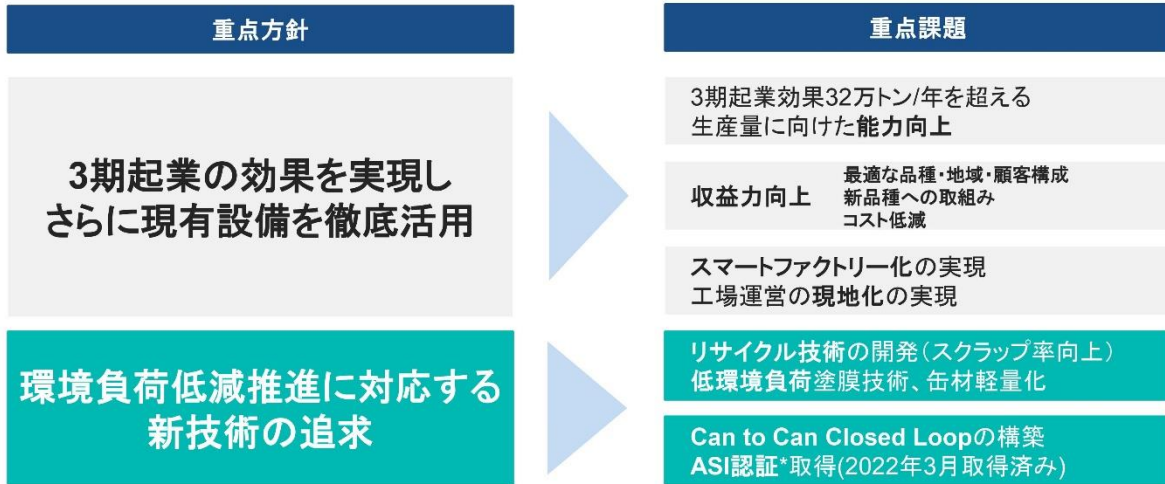 重点方針
3期起業の効果を実現し
さらに現有設備を徹底活用
環境負荷低減推進に対応する
新技術の追求
重点課題
3期起業効果32万トン/年を超える
生産量に向けた能力向上
収益力向上
最適な品種・地域・顧客構成
新品種への取組み
コスト低減
スマートファクトリー化の実現
工場運営の現地化の実現
リサイクル技術の開発（スクラップ率向上）
低環境負荷塗膜技術、缶材軽量化
Can to Can Closed Loopの構築
ASI認証*取得(2022年3月取得済み)